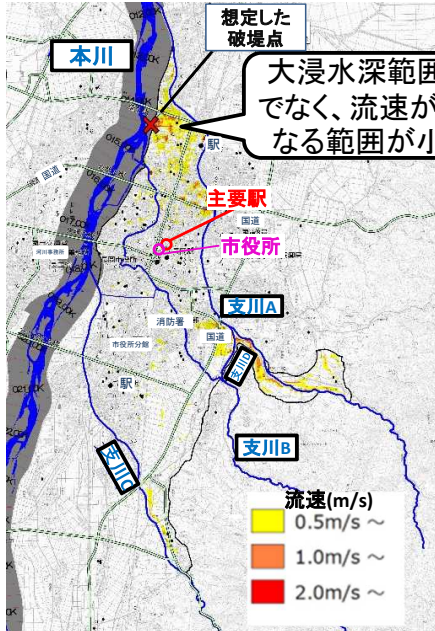 想定した
破堤点
本川
大浸水深範囲
でなく、流速が
なる範囲が小
駅
国道
主要駅
国道
市役所
支川A
消防署
国道
市役所分館
支川D
駅
支川B
支川C
流速(m/s)
0.5m/s ～
1.0m/s ～
2.0m/s ～